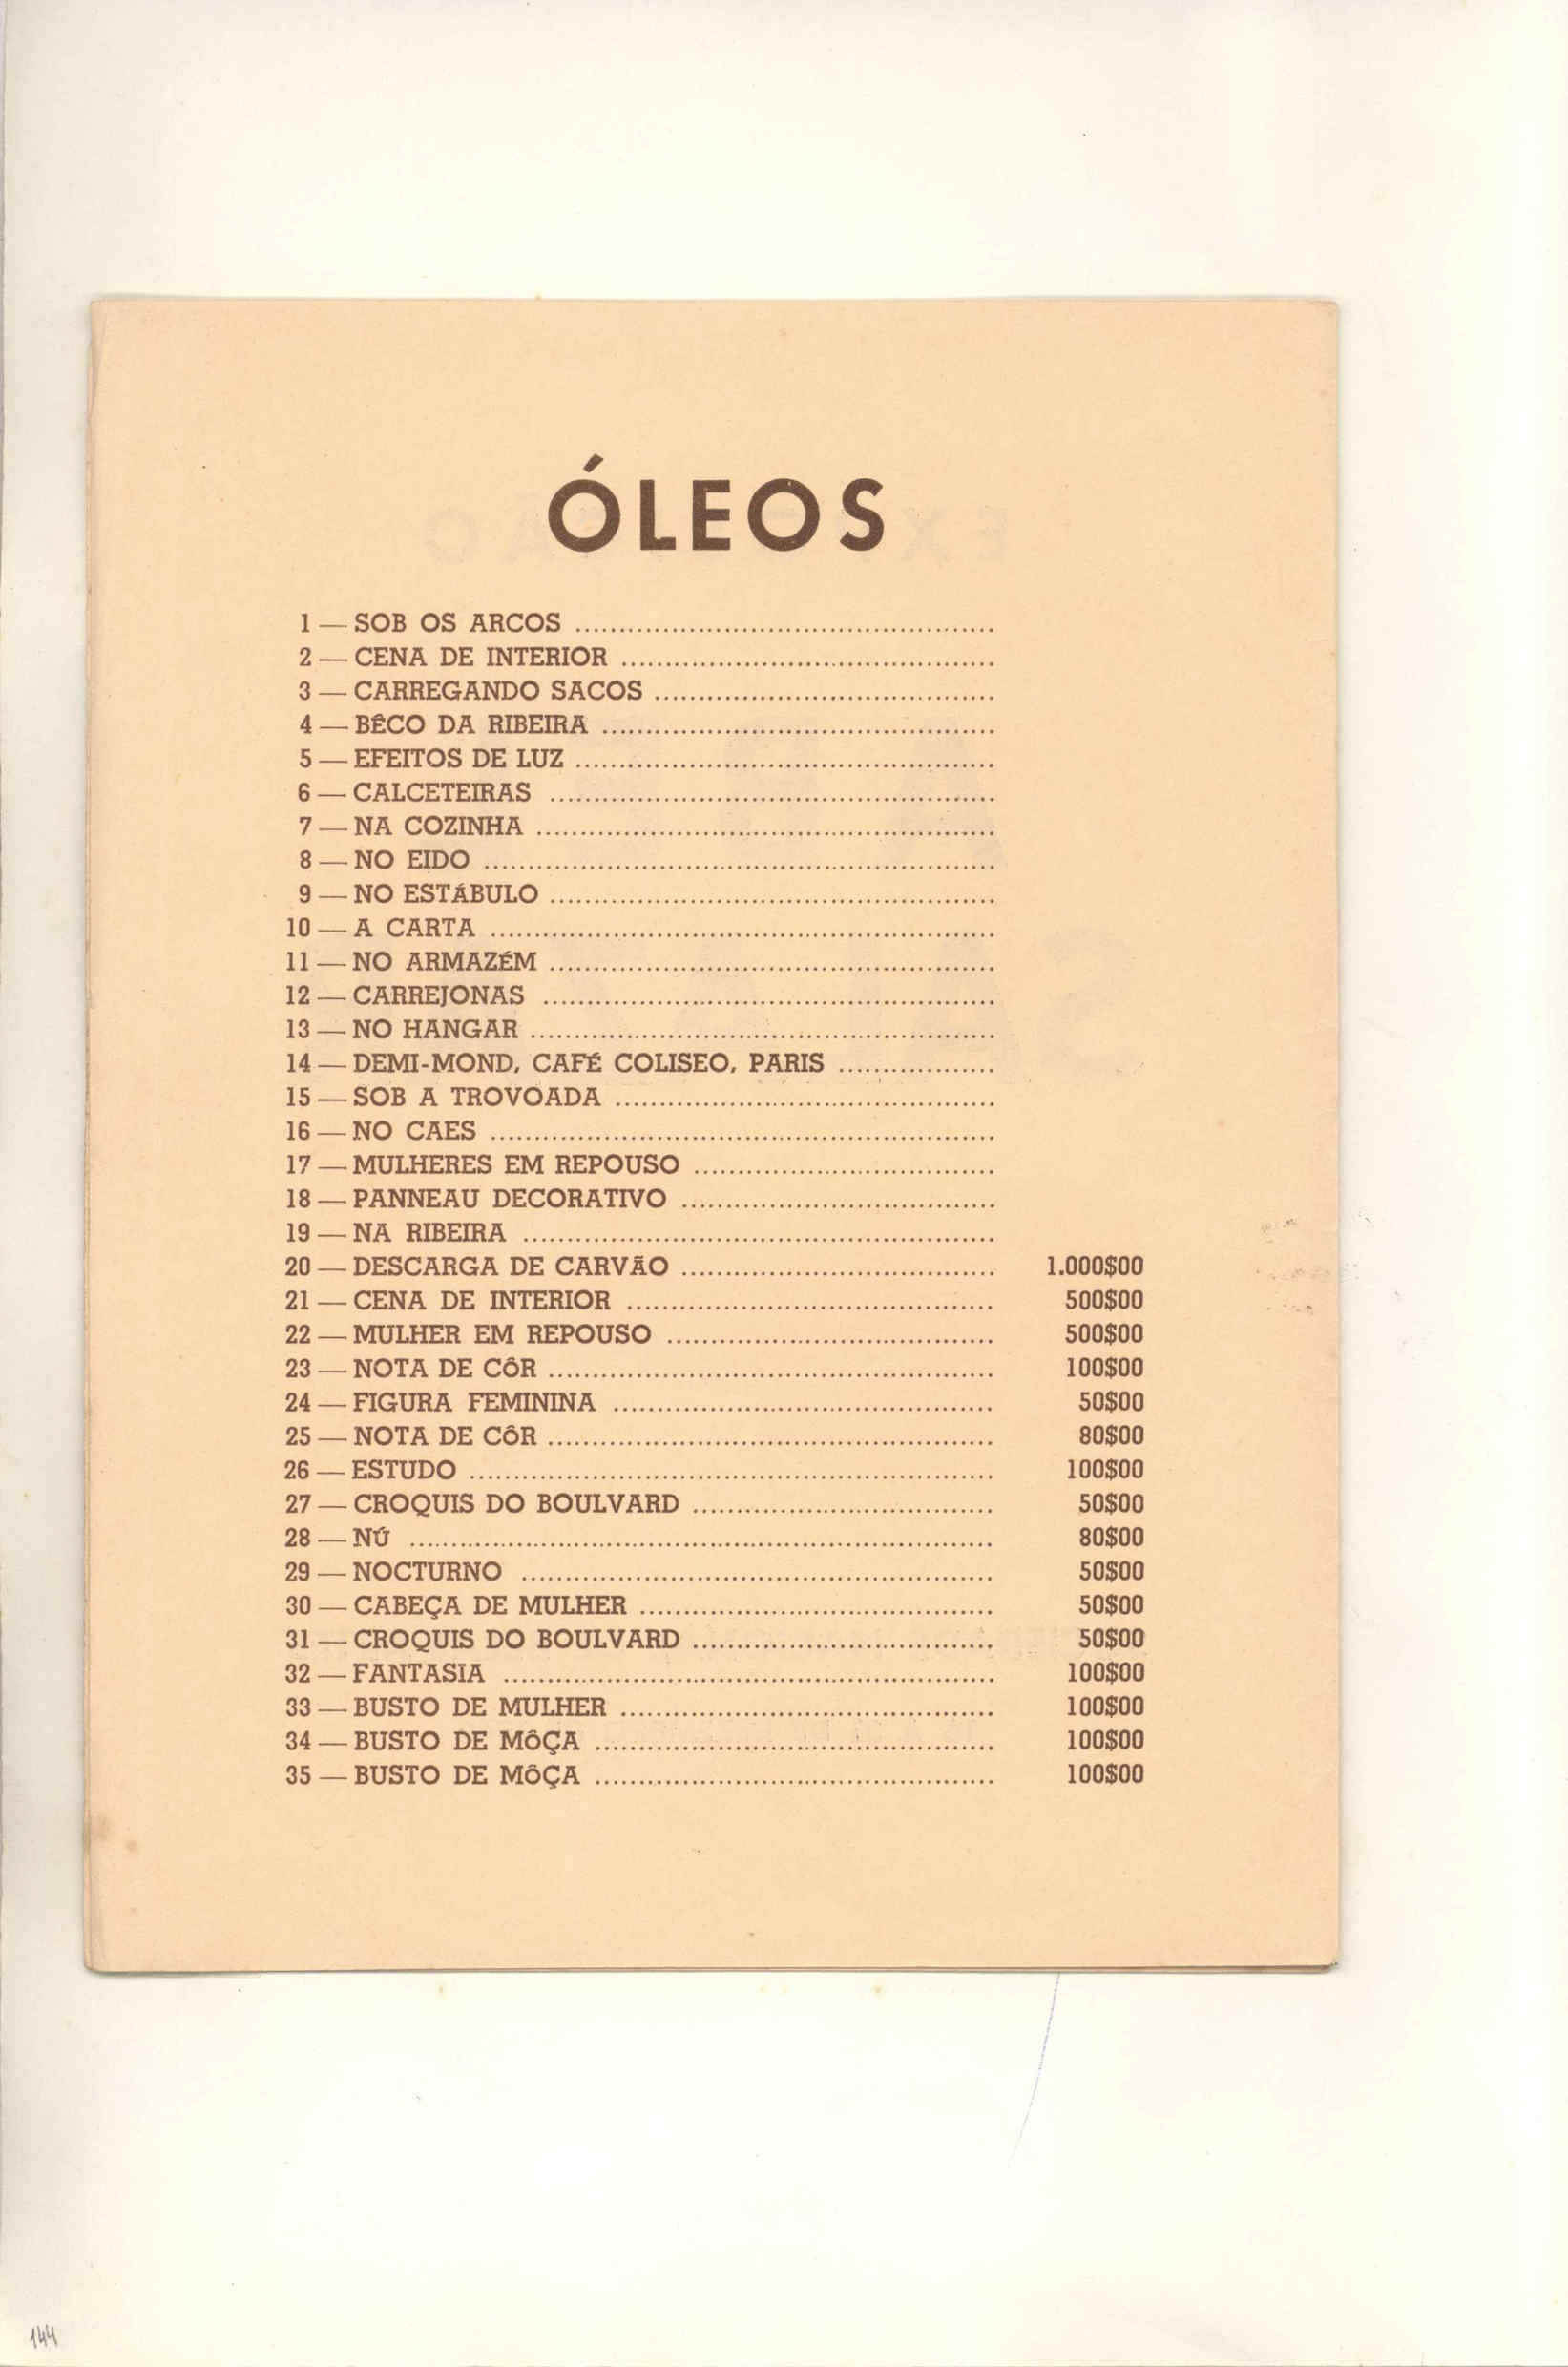 ÓLEOS
1 — SOB OS ARCOS ................................................
2 — CENA DE INTERIOR ...........................................
3 — CARREGANDO SACOS .......................................
4 — BÊCO DA RIBEIRA .............................................
5 — EFEITOS DE LUZ ................................................
6 — CALCETEIRAS ...................................................
7 — NA COZINHA ....................................................
8 — NO EIDO ..........................................................
9 — NO ESTÁBULO ...................................................
10 — A CARTA .........................................................
11 — NO ARMAZÉM ...................................................
12 — CARREJONAS ....................................................
13 — NO HANGAR .....................................................
14 — DEMI-MOND, CAFÉ COLISEO, PARIS ..................
15 — SOB A TROVOADA ............................................
16 — NO CAES .........................................................
17 — MULHERES EM REPOUSO ...................................
18 — PANNEAU DECORATIVO ....................................
19 — NA RIBEIRA ......................................................
20 — DESCARGA DE CARVÃO .................................... 1.000$00
21 — CENA DE INTERIOR .......................................... 500$00
22 — MULHER EM REPOUSO ..................................... 500$00
23 — NOTA DE CÔR ................................................... 100$00
24 — FIGURA FEMININA ........................................... 50$00
25 — NOTA DE CÔR ................................................... 80$00
26 — ESTUDO ............................................................ 100$00
27 — CROQUIS DO BOULVARD .................................. 50$00
28 — NÚ ................................................................... 80$00
29 — NOCTURNO ...................................................... 50$00
30 — CABEÇA DE MULHER ........................................ 50$00
31 — CROQUIS DO BOULVARD .................................. 50$00
32 — FANTASIA ........................................................ 100$00
33 — BUSTO DE MULHER .......................................... 100$00
34 — BUSTO DE MÔÇA ............................................. 100$00
35 — BUSTO DE MÔÇA ............................................. 100$00
144